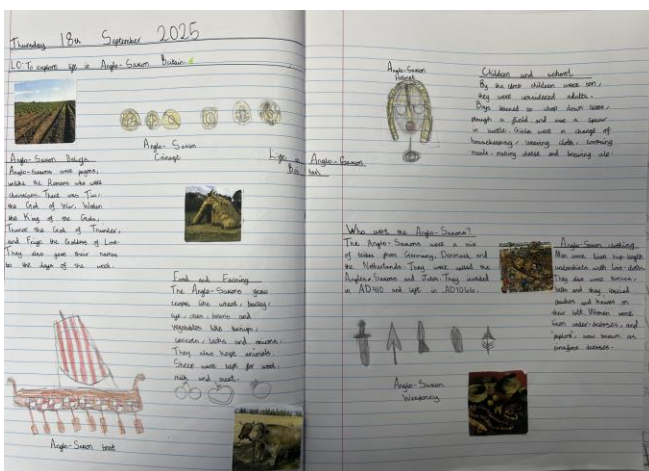 Thursday 18th September 2025
LO: To explore life in Anglo-Saxon Britain
Anglo-Saxon
Coinage
Life in Anglo-Saxon
Britain
Anglo-Saxon Beliefs
Anglo-Saxons were pagans,
unlike the Romans who were
christians. There was Tiw:
the God of War, Woden
the King of the Gods,
Thunor the God of Thunder,
and Frige the Goddess of Love.
They also gave their names
to the days of the week.
Food and Farming
The Anglo-Saxons grew
crops like wheat, barley,
rye, oats, beans and
vegetables like turnips,
carrots, leeks and onions.
They also kept animals.
Sheep were kept for wool,
milk and meat.
Anglo-Saxon boat
Anglo-Saxon
Helmet
Children and school
By the time children were ten,
they were considered adults.
Boys learned to chop down trees,
plough a field and use a spear
in battle. Girls were in charge of
housekeeping, weaving cloth, cooking
meals, making cheese and brewing ale.
Who were the Anglo-Saxons?
The Anglo-Saxons were a mix
of tribes from Germany, Denmark, and
the Netherlands. They were called the
Angles, Saxons and Jutes. They invaded
in AD410 and left in AD1066.
Anglo-Saxon clothing
Men wore
with
They also wore tunics,
belts and they carried
pouches and knives on
their belt. Women wore
under-dresses, and
were known as
dresses.
Anglo-Saxon
Weaponry